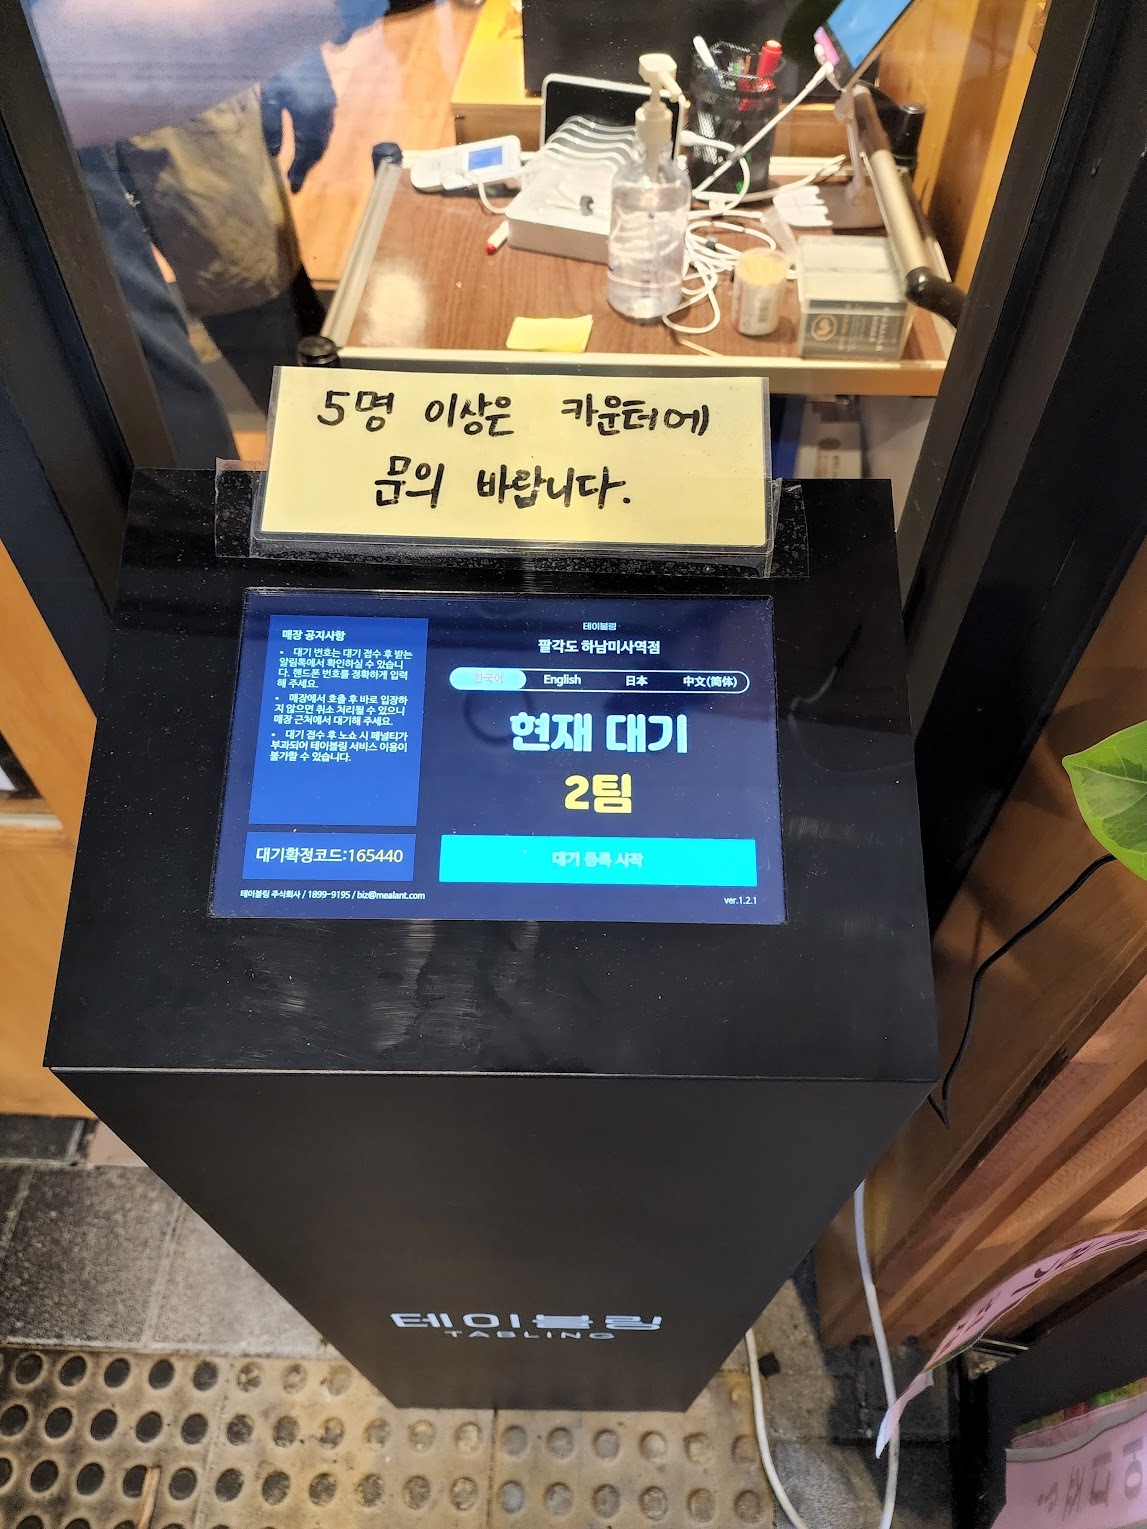 5명 이상은 카운터에
문의 바랍니다.
매장 공지사항
• 대기 번호는 대기 접수 후 받는
알림톡에서 확인하실 수 있습니
다. 핸드폰 번호를 정확하게 입력
해 주세요.
• 매장에서 호출 후 바로 입장하
지 않으면 취소 처리될 수 있으니
매장 근처에서 대기해 주세요.
• 대기 접수 후 노쇼 시 페널티가
부과되어 테이블링 서비스 이용이
불가할 수 있습니다.
대기확정코드:165440
테이블링 주식회사 / 1899-9195 / biz@mealant.com
테이블링
팔각도 하남미사역점
한국어 English 日本 中文(简体)
현재 대기
2팀
대기 등록 시작
ver.1.2.1
테이블링
TABLING